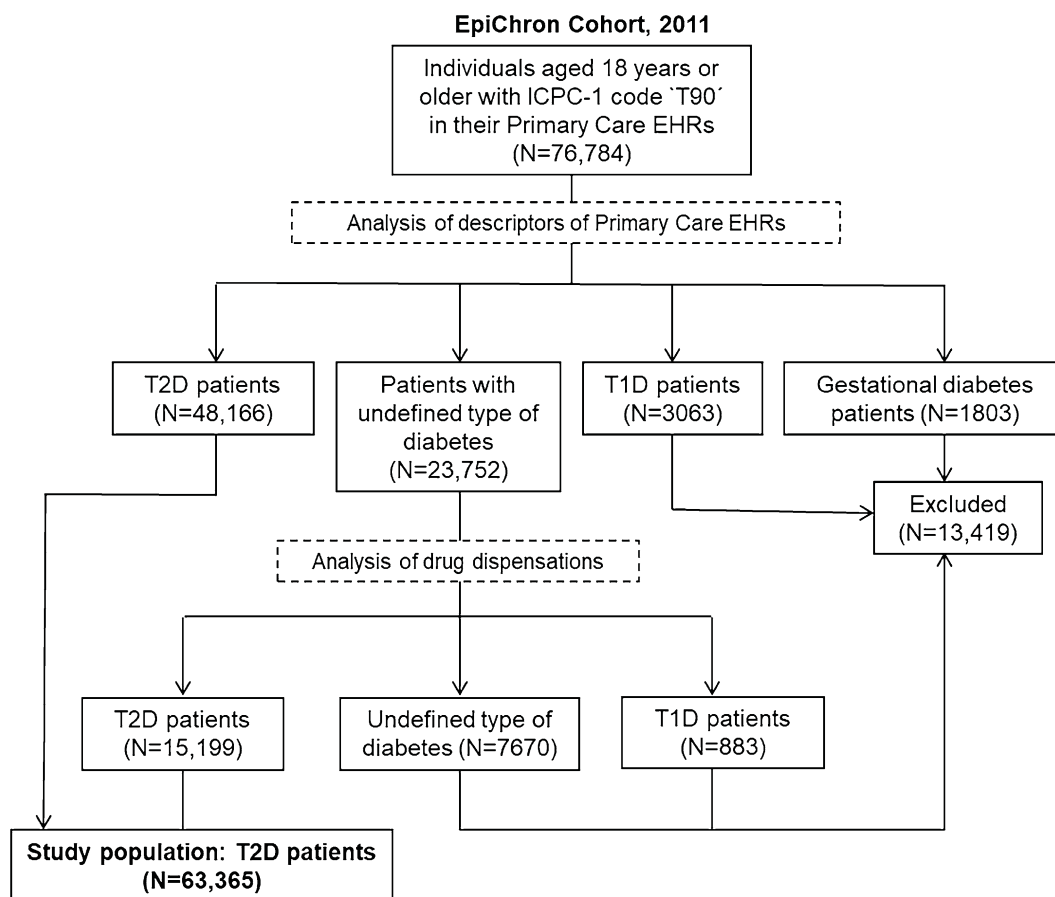 EpiChron Cohort, 2011
Individuals aged 18 years or
older with ICPC-1 code `T90´
in their Primary Care EHRs
(N=76,784)
Analysis of descriptors of Primary Care EHRs
T2D patients
(N=48,166)
Patients with
undefined type of
diabetes
(N=23,752)
T1D patients
(N=3063)
Gestational diabetes
patients (N=1803)
Excluded
(N=13,419)
Analysis of drug dispensations
T2D patients
(N=15,199)
Undefined type of
diabetes (N=7670)
T1D patients
(N=883)
Study population: T2D patients
(N=63,365)